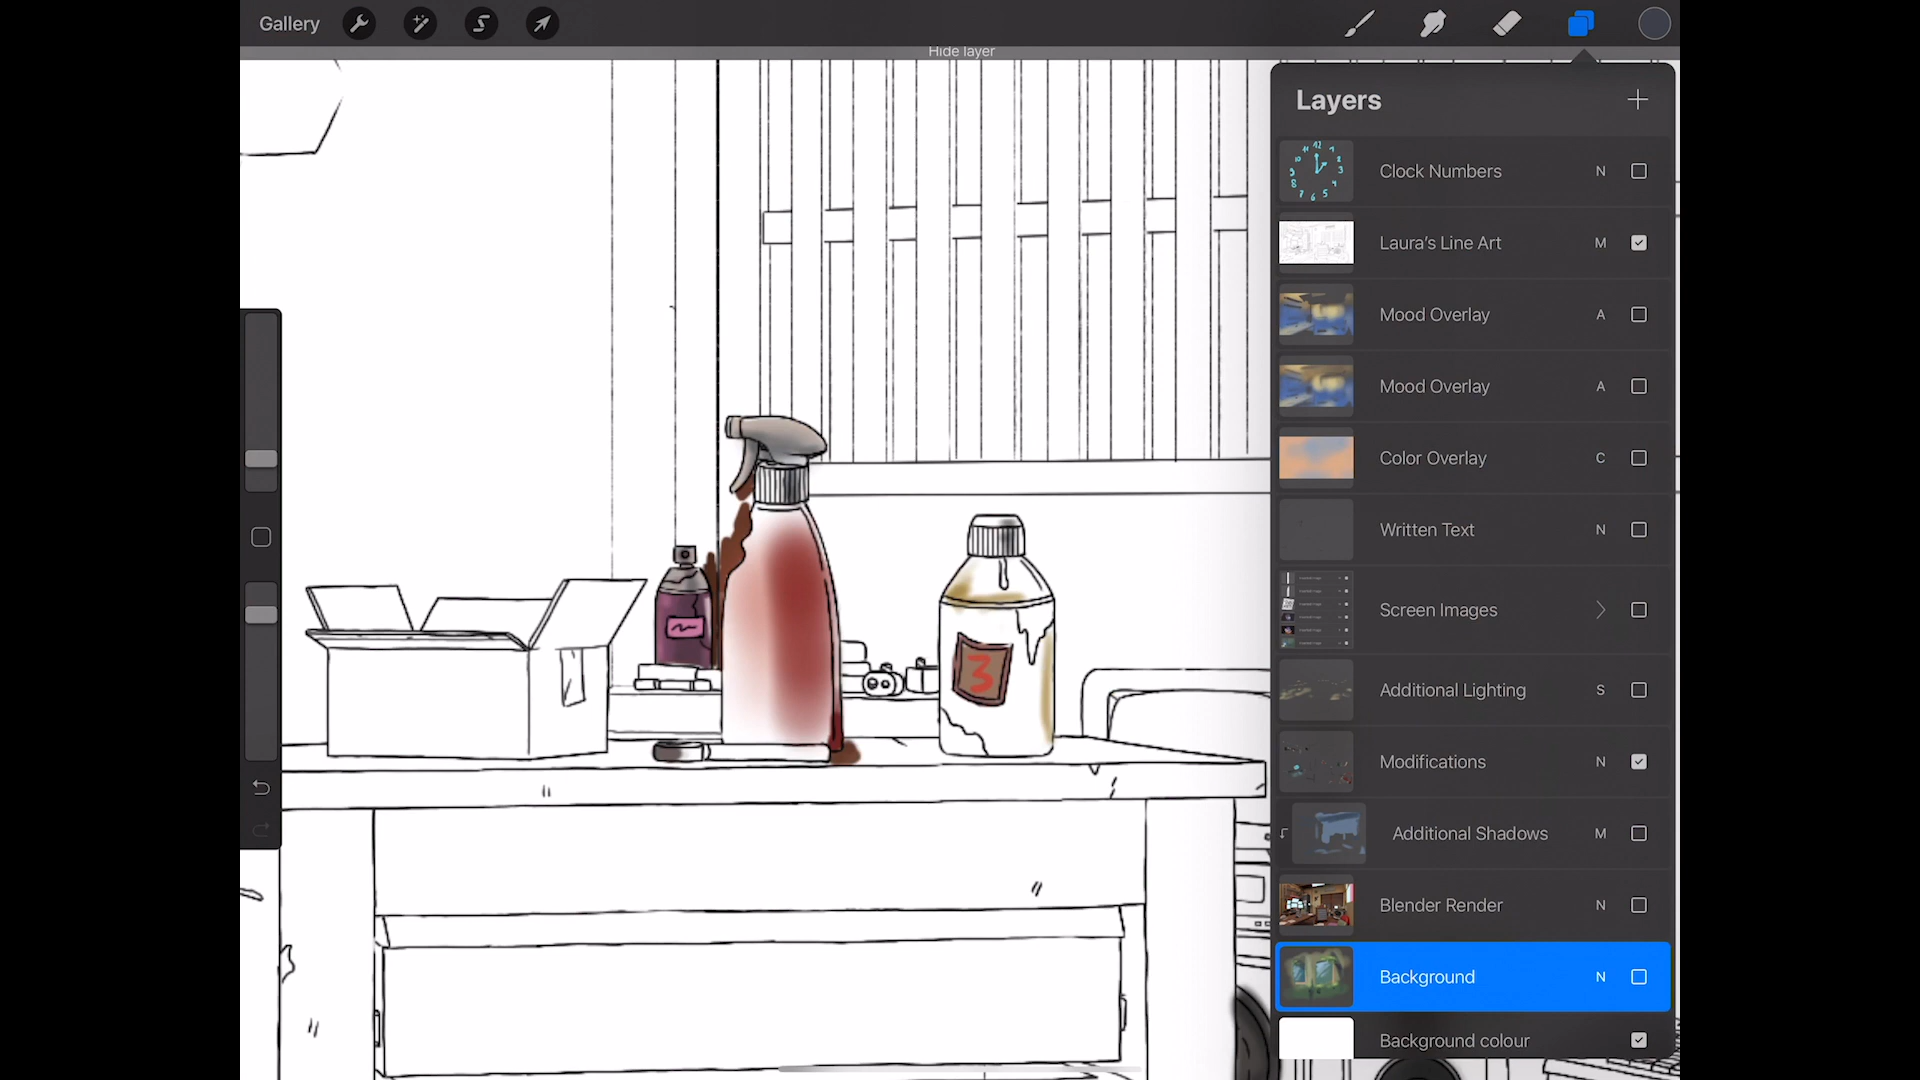 Gallery
Hide layer
Layers
Clock Numbers N
Laura's Line Art M
Mood Overlay A
Mood Overlay A
Color Overlay C
Written Text N
Screen Images
Additional Lighting S
Modifications N
Additional Shadows M
Blender Render N
Background N
Background colour
3